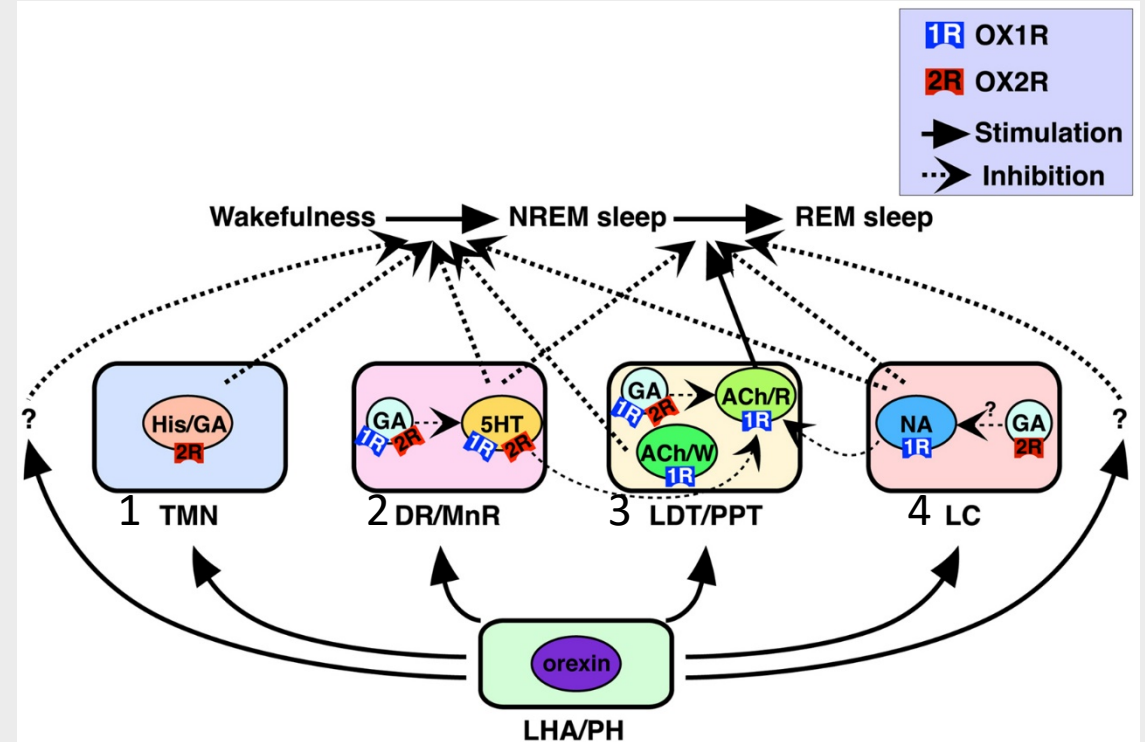 1R OX1R
2R OX2R
Stimulation
Inhibition
Wakefulness NREM sleep REM sleep
? His/GA 2R GA 1R 2R 5HT 1R 2R GA 1R 2R ACh/R 1R ACh/W 1R NA 1R ? GA 2R ?
1 TMN 2 DR/MnR 3 LDT/PPT 4 LC
orexin
LHA/PH